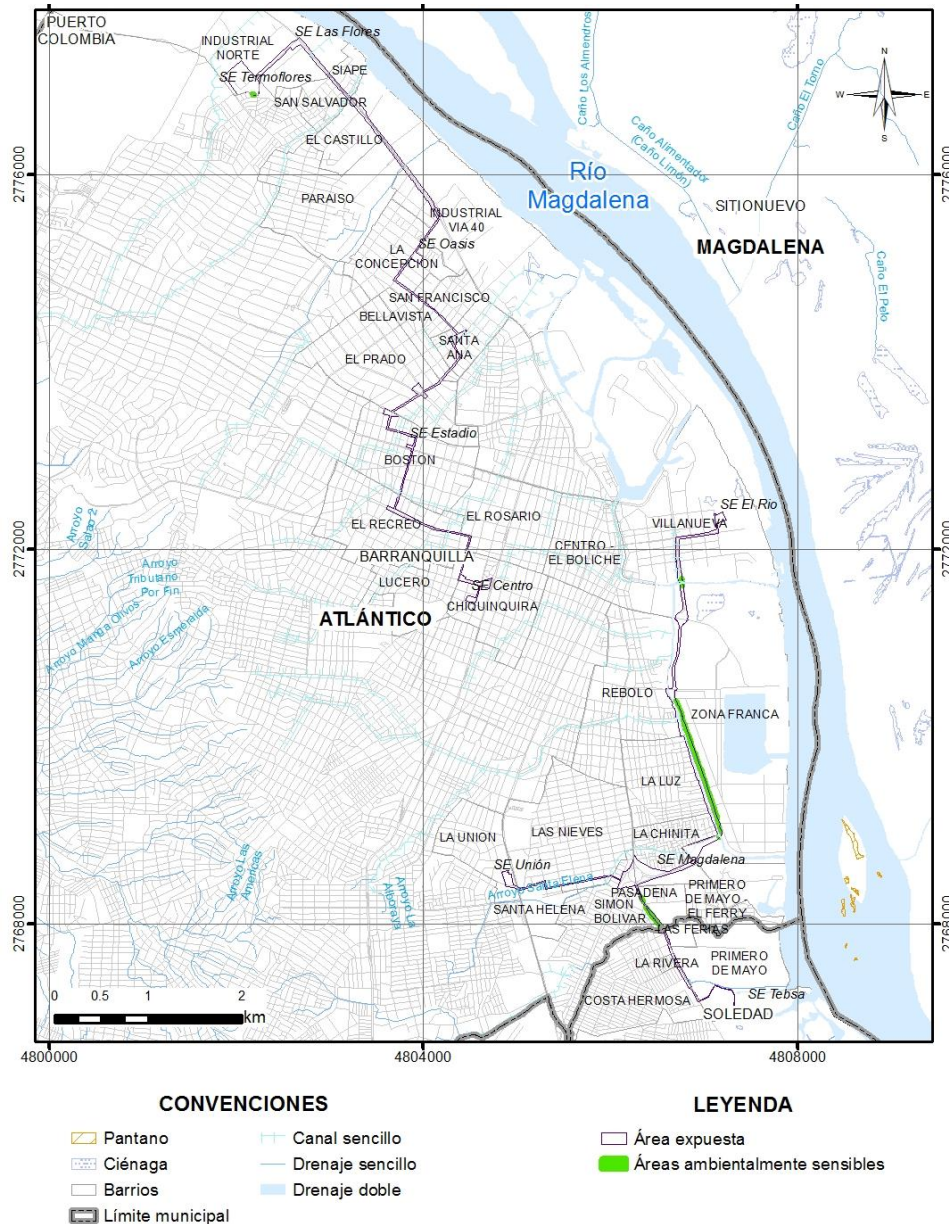 PUERTO
COLOMBIA
INDUSTRIAL
NORTE
SE Las Flores
SIAPE
SE Termoflores
SAN SALVADOR
EL CASTILLO
PARAISO
Caño Los Almendros
Caño El Torno
Caño Alimentador
(Caño Limón)
N
W
E
S
2776000
2776000
Río
Magdalena
SITIONUEVO
MAGDALENA
Caño El Pelo
INDUSTRIAL
VIA 40
SE Oasis
LA
CONCEPCION
SAN FRANCISCO
BELLAVISTA
SANTA
ANA
EL PRADO
SE Estadio
BOSTON
EL RECREO
EL ROSARIO
SE El Rio
VILLANUEVA
2772000
2772000
CENTRO -
EL BOLICHE
BARRANQUILLA
LUCERO
SE Centro
CHIQUINQUIRA
ATLÁNTICO
Arroyo
Salao 2
Arroyo
Tributario
Por Fin
Arroyo Manga Olivos
Arroyo Esmeralda
REBOLO
ZONA FRANCA
LA LUZ
LA UNION
LAS NIEVES
LA CHINITA
SE Unión
SE Magdalena
Arroyo Las
Americas
Arroyo La
Alboraya
Arroyo Santa Elena
SANTA HELENA
PASADENA
SIMON
BOLIVAR
PRIMERO
DE MAYO -
EL FERRY
LAS FERIAS
2768000
2768000
LA RIVERA
PRIMERO
DE MAYO
COSTA HERMOSA
SE Tebsa
SOLEDAD
0 0.5 1 2
km
4800000
4804000
4808000
CONVENCIONES
Pantano
Ciénaga
Barrios
Límite municipal
Canal sencillo
Drenaje sencillo
Drenaje doble
LEYENDA
Área expuesta
Áreas ambientalmente sensibles